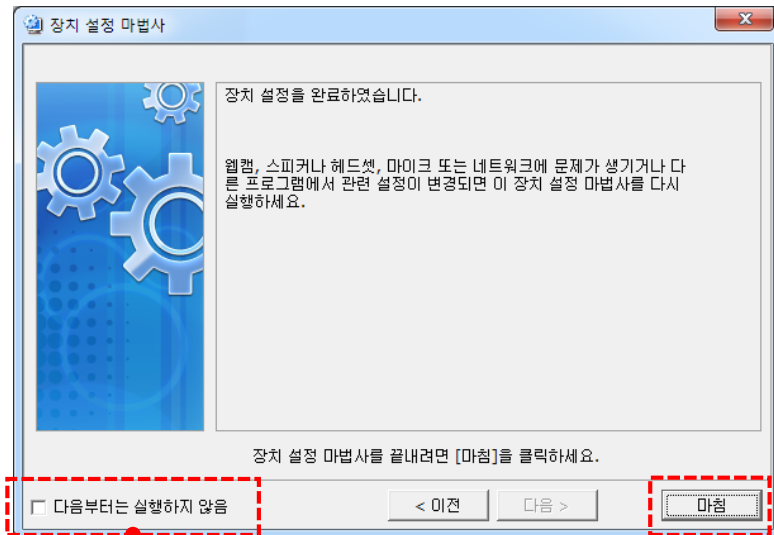 장치 설정 마법사
장치 설정을 완료하였습니다.
웹캠, 스피커나 헤드셋, 마이크 또는 네트워크에 문제가 생기거나 다
른 프로그램에서 관련 설정이 변경되면 이 장치 설정 마법사를 다시
실행하세요.
장치 설정 마법사를 끝내려면 [마침]을 클릭하세요.
다음부터는 실행하지 않음
< 이전
다음 >
마침